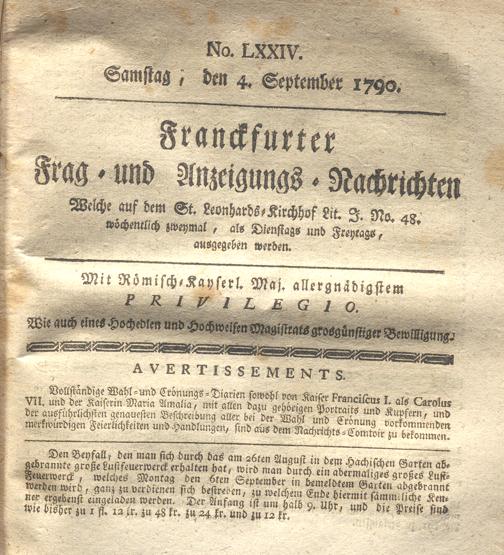 No. LXXIV.
Samstag, den 4. September 1790.
Franckfurter
Frag- und Anzeigungs-Nachrichten
Welche auf dem St. Leonhards-Kirchhof Lit. J. No. 48.
wöchentlich zweymal, als Dienstags und Freytags,
ausgegeben werden.
Mit Römisch-Kayserl. Maj. allergnädigstem
PRIVILEGIO.
Wie auch eines Hochedlen und Hochweisen Magistrats grosgünstiger Bewilligung.
AVERTISSEMENTS.
Vollständige Wahl- und Crönungs-Diarien sowohl von Kaiser Franciscus I. als Carolus
VII. und der Kaiserin Maria Amalia, mit allen dazu gehörigen Portraits und Kupfern, und
der ausführlichsten genauesten Beschreibung aller bei der Wahl und Crönung vorkommenden
merkwürdigen Feierlichkeiten und Handlungen, sind aus dem Nachrichts-Comtoir zu bekommen.
Den Beyfall, den man sich durch das am 26ten August in dem Hachischen Garten ab-
gebrannte große Luftfeuerwerck erhalten hat, wird man durch ein abermaliges großes Luft-
Feuerwerck, welches Montag den 6ten September in bemeldtem Garten abgebrannt
werden wird, ganz zu verdienen sich bestreben, zu welchem Ende hiermit sämmtliche Ken-
ner ergebenst eingeladen werden. Der Anfang ist um halb 9. Uhr, und die Preise sind
wie bisher zu 1 fl. 12 kr. zu 48 kr. zu 24 kr. und zu 12 kr.